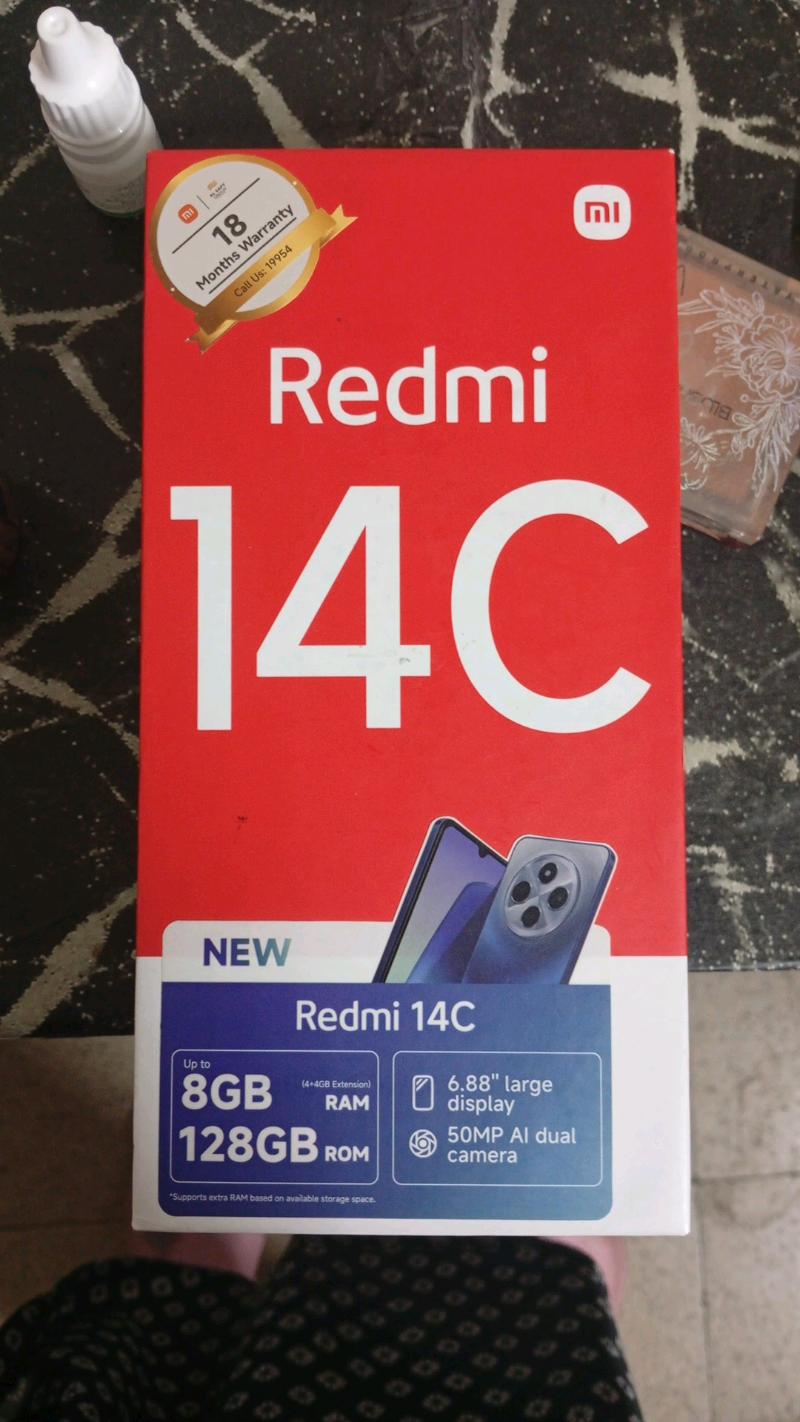 mi
18
Months Warranty
Call Us: 19954
mi
Redmi
14C
NEW
Redmi 14C
Up to
8GB (4+4GB Extension) RAM
128GB ROM
6.88" large
display
50MP AI dual
camera
*Supports extra RAM based on available storage space.